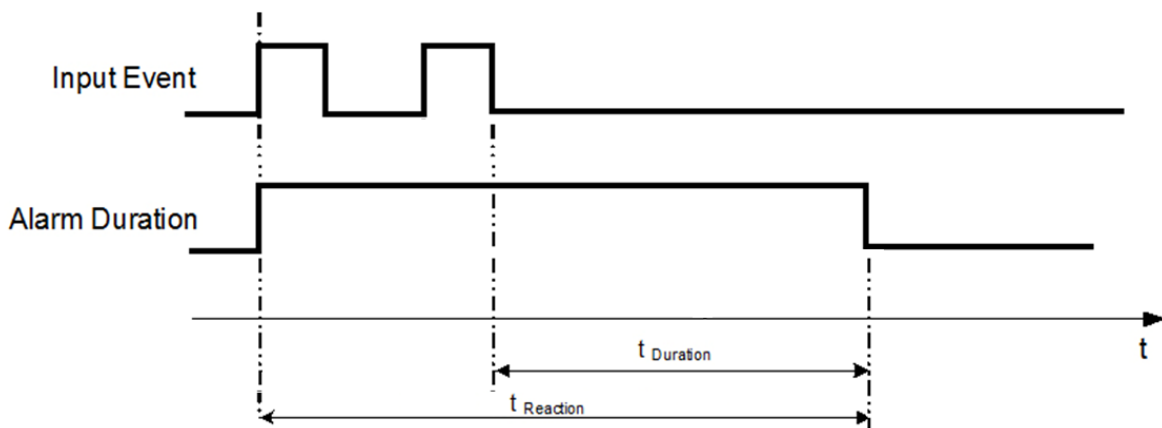 Input Event
Alarm Duration
t
t Duration
t Reaction